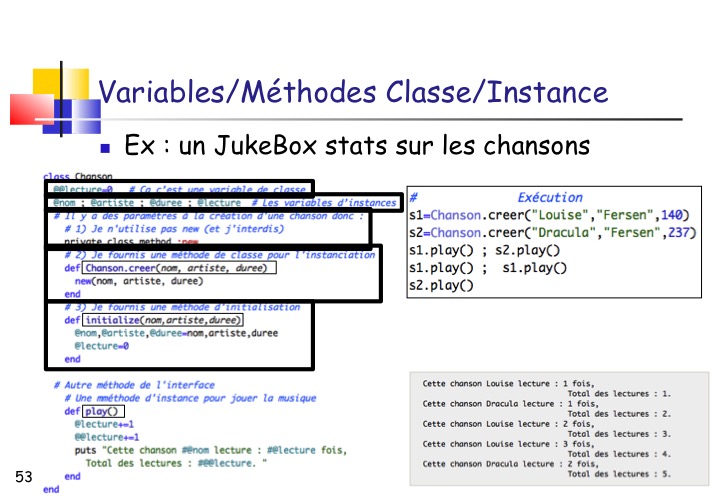 Variables/Méthodes Classe/Instance
Ex : un JukeBox stats sur les chansons
class Chanson
@@lecture=0 # Ca c'est une variable de classe
@nom ; @artiste ; @duree ; @lecture # Les variables d'instances
# Il y a des paramètres à la création d'une chanson donc :
# 1) Je n'utilise pas new (et j'interdis)
private_class_method :new
# 2) Je fournis une méthode de classe pour l'instanciation
def Chanson.creer(nom, artiste, duree)
new(nom, artiste, duree)
end
# 3) Je fournis une méthode d'initialisation
def initialize(nom,artiste,duree)
@nom,@artiste,@duree=nom,artiste,duree
@lecture=0
end
# Autre méthode de l'interface
# Une mméthode d'instance pour jouer la musique
def play()
@lecture+=1
@@lecture+=1
puts "Cette chanson #@nom lecture : #@lecture fois,
Total des lectures : #@@lecture. "
end
end
# Exécution
s1=Chanson.creer("Louise","Fersen",140)
s2=Chanson.creer("Dracula","Fersen",237)
s1.play() ; s2.play()
s1.play() ; s1.play()
s2.play()
Cette chanson Louise lecture : 1 fois,
Total des lectures : 1.
Cette chanson Dracula lecture : 1 fois,
Total des lectures : 2.
Cette chanson Louise lecture : 2 fois,
Total des lectures : 3.
Cette chanson Louise lecture : 3 fois,
Total des lectures : 4.
Cette chanson Dracula lecture : 2 fois,
Total des lectures : 5.
53